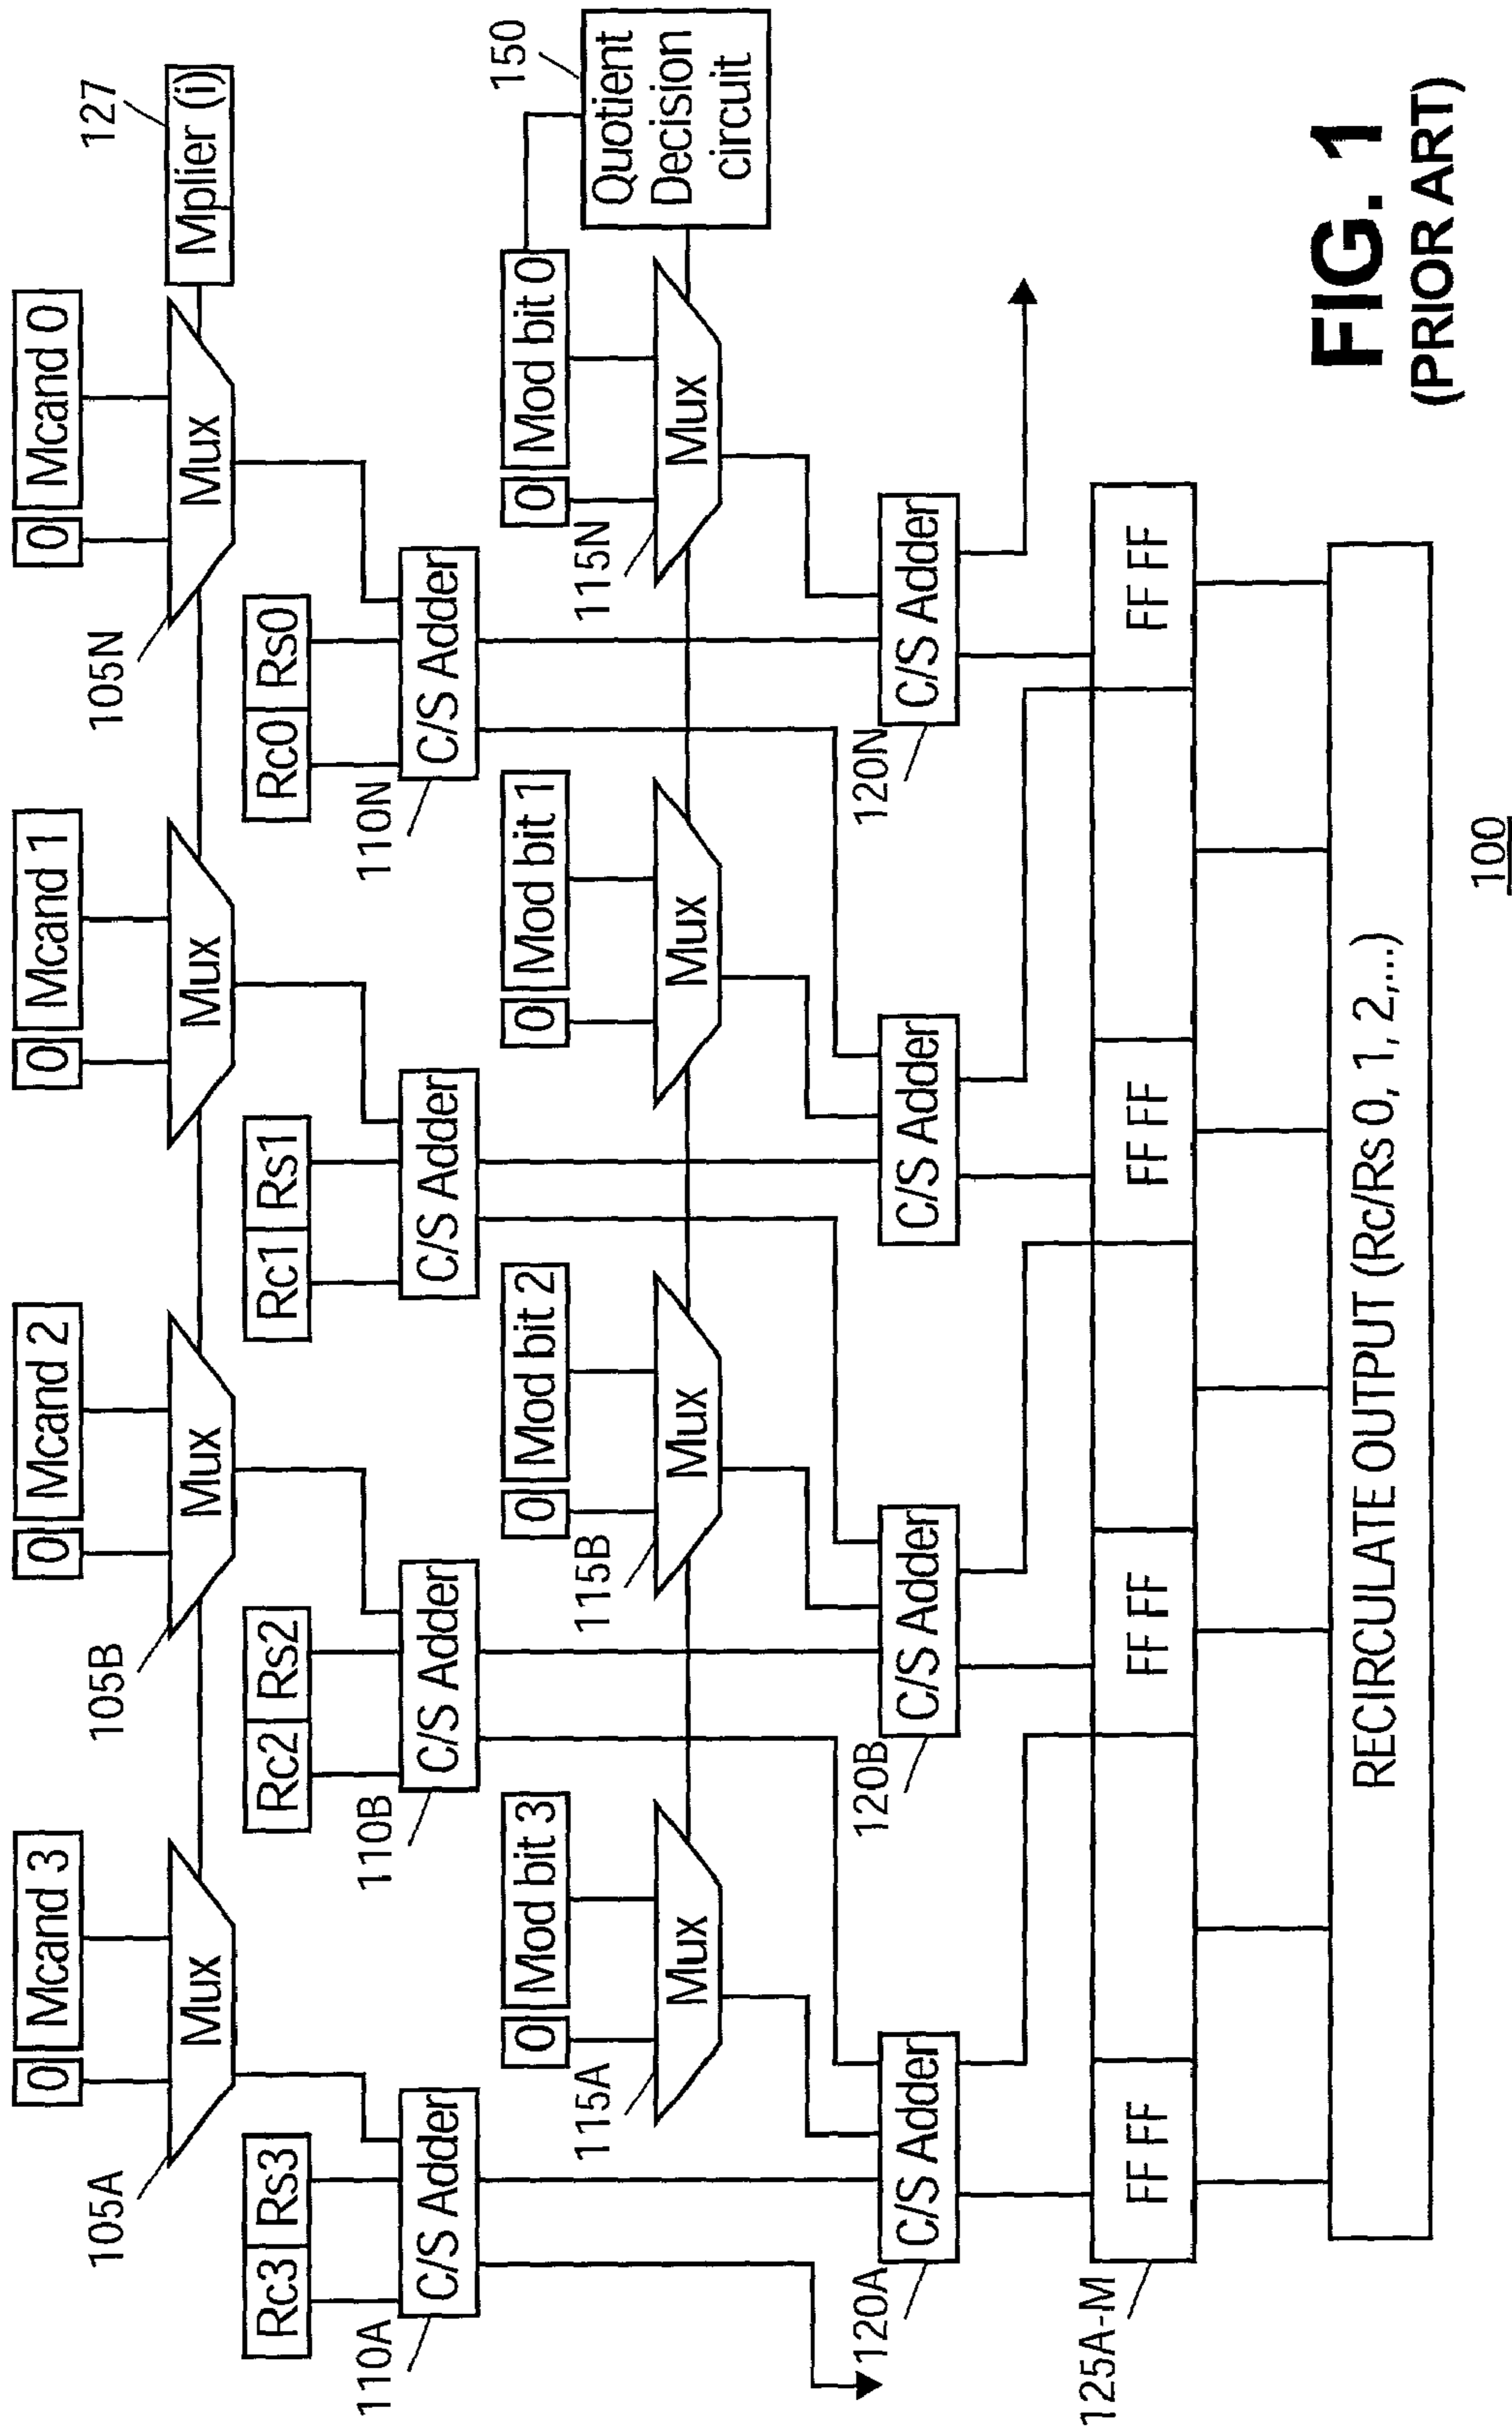 0 Mcand 3 0 Mcand 2 0 Mcand 1 0 Mcand 0
127
Mplier (i)
Mux Mux Mux Mux
105A 105B 105N
Rc3 Rs3 Rc2 Rs2 Rc1 Rs1 Rc0 Rs0
110A 110B 110N
C/S Adder C/S Adder C/S Adder C/S Adder
150
0 Mod bit 3 0 Mod bit 2 0 Mod bit 1 0 Mod bit 0
Quotient
Decision
circuit
115A 115B 115N
Mux Mux Mux Mux
120A 120B 120N
C/S Adder C/S Adder C/S Adder C/S Adder
125A-M
FF FF FF FF FF FF FF FF
RECIRCULATE OUTPUT (Rc/Rs 0, 1, 2,...)
100
FIG. 1
(PRIOR ART)